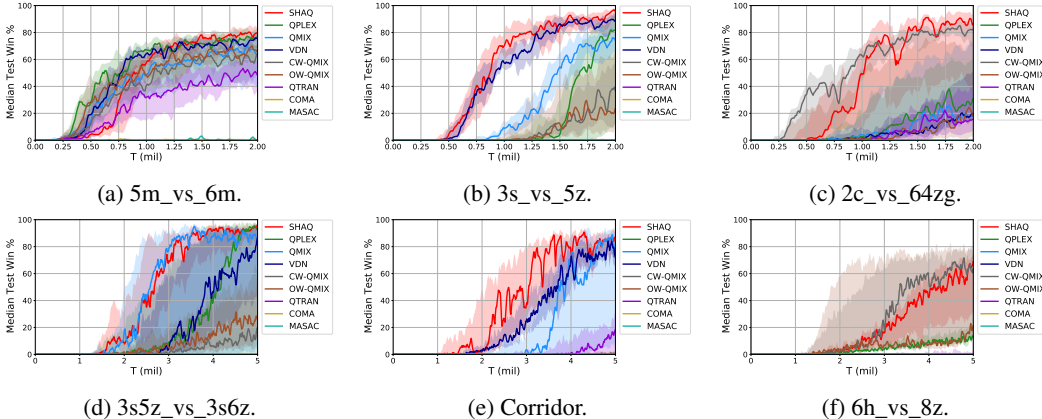 Median Test Win %
100
80
60
40
20
0
0.00 0.25 0.50 0.75 1.00 1.25 1.50 1.75 2.00
T (mil)
SHAQ
QPLEX
QMIX
VDN
CW-QMIX
OW-QMIX
QTRAN
COMA
MASAC
(a) 5m_vs_6m.
Median Test Win %
100
80
60
40
20
0
0.00 0.25 0.50 0.75 1.00 1.25 1.50 1.75 2.00
T (mil)
SHAQ
QPLEX
QMIX
VDN
CW-QMIX
OW-QMIX
QTRAN
COMA
MASAC
(b) 3s_vs_5z.
Median Test Win %
100
80
60
40
20
0
0.00 0.25 0.50 0.75 1.00 1.25 1.50 1.75 2.00
T (mil)
SHAQ
QPLEX
QMIX
VDN
CW-QMIX
OW-QMIX
QTRAN
COMA
MASAC
(c) 2c_vs_64zg.
Median Test Win %
100
80
60
40
20
0
0 1 2 3 4 5
T (mil)
SHAQ
QPLEX
QMIX
VDN
CW-QMIX
OW-QMIX
QTRAN
COMA
MASAC
(d) 3s5z_vs_3s6z.
Median Test Win %
100
80
60
40
20
0
0 1 2 3 4 5
T (mil)
SHAQ
QPLEX
QMIX
VDN
CW-QMIX
OW-QMIX
QTRAN
COMA
MASAC
(e) Corridor.
Median Test Win %
100
80
60
40
20
0
0 1 2 3 4 5
T (mil)
SHAQ
QPLEX
QMIX
VDN
CW-QMIX
OW-QMIX
QTRAN
COMA
MASAC
(f) 6h_vs_8z.